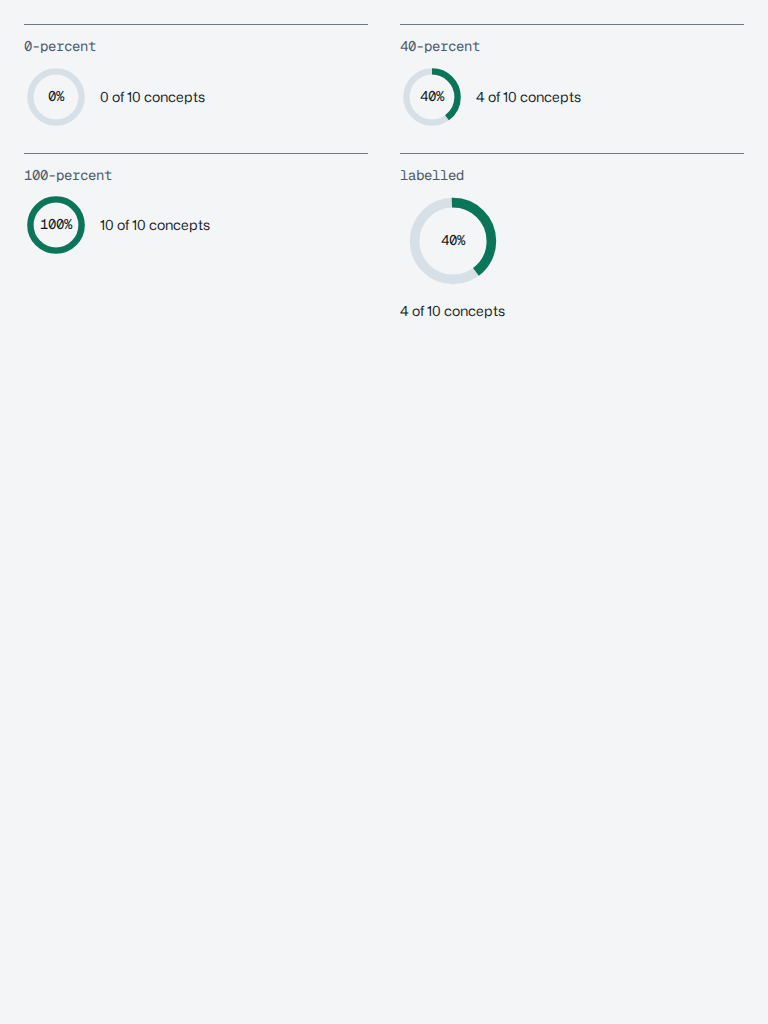 0-percent
0%
0 of 10 concepts
40-percent
40%
4 of 10 concepts
100-percent
100%
10 of 10 concepts
labelled
40%
4 of 10 concepts